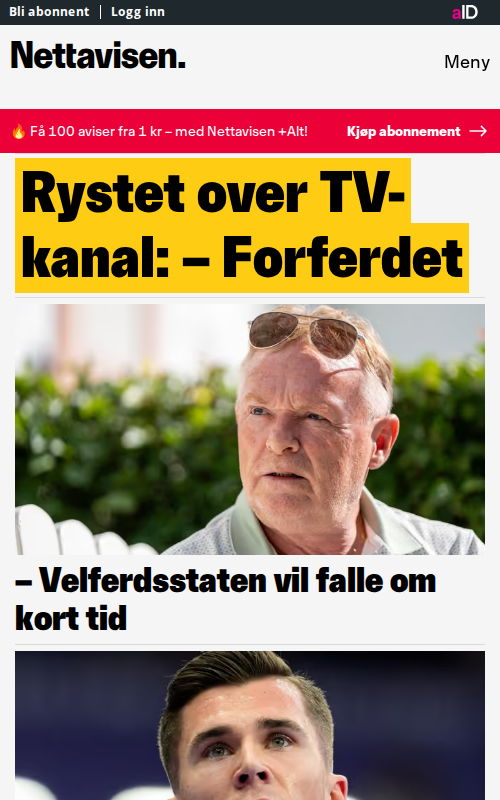 Bli abonnent | Logg inn
aID
Nettavisen.
Meny
🔥 Få 100 aviser fra 1 kr – med Nettavisen +Alt!
Kjøp abonnement →
Rystet over TV-
kanal: – Forferdet
– Velferdsstaten vil falle om
kort tid